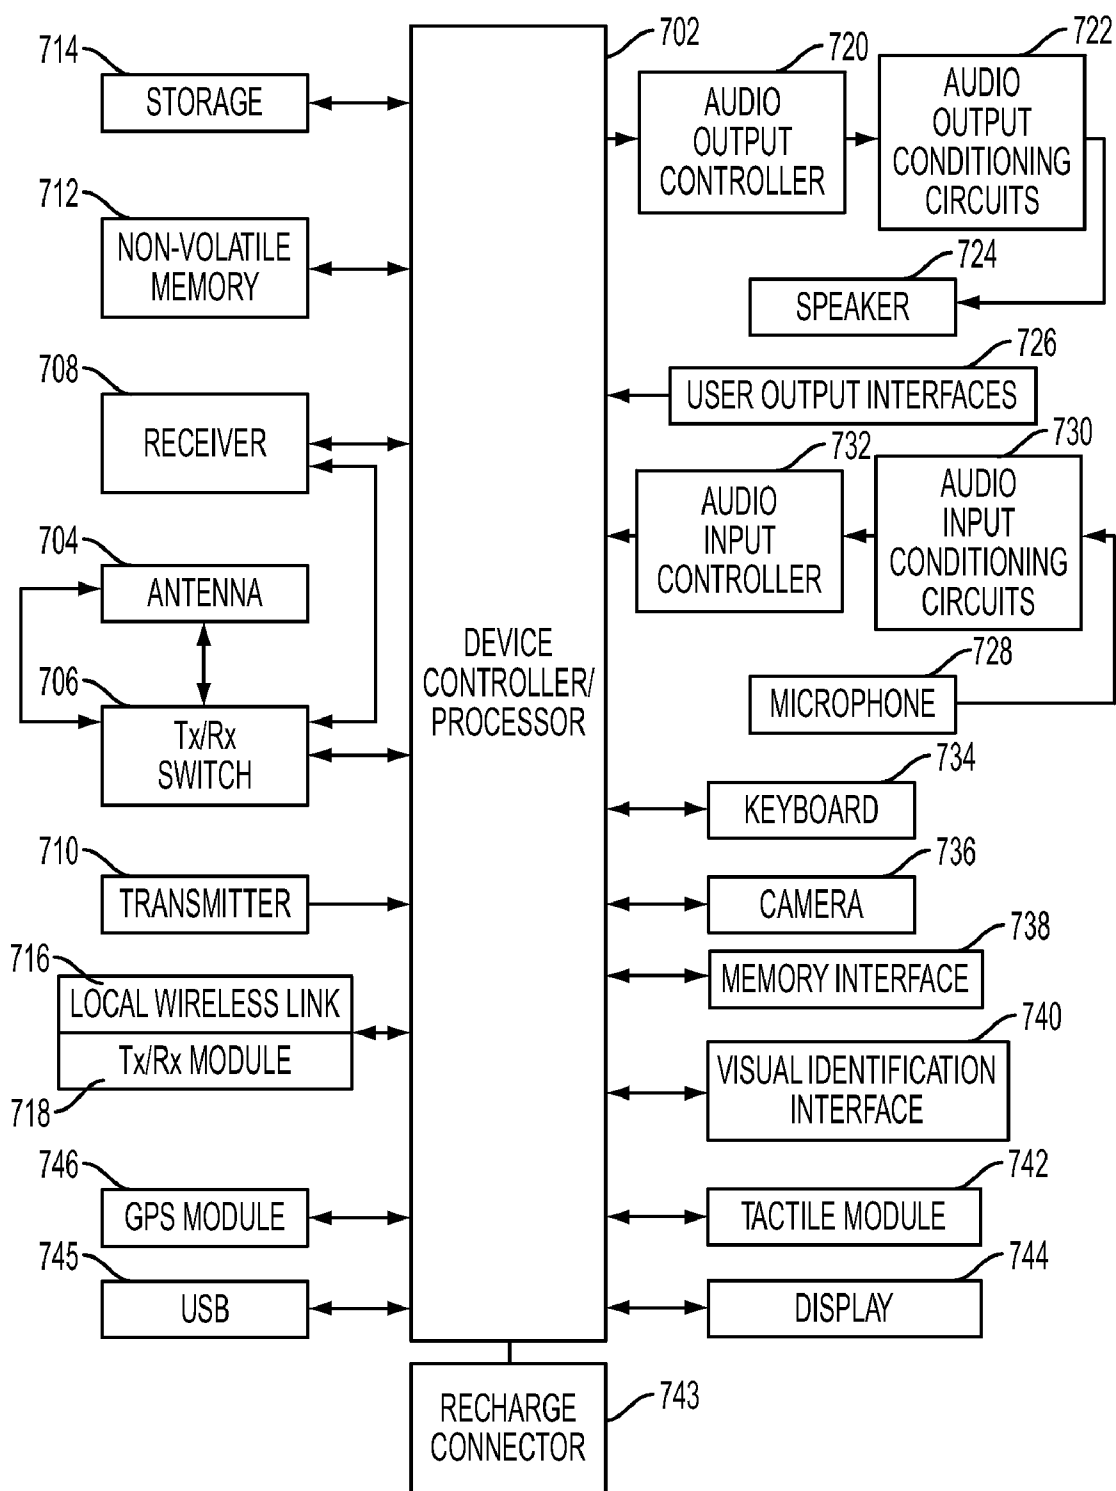 714
STORAGE
712
NON-VOLATILE
MEMORY
708
RECEIVER
704
ANTENNA
706
Tx/Rx
SWITCH
710
TRANSMITTER
716
LOCAL WIRELESS LINK
Tx/Rx MODULE
718
746
GPS MODULE
745
USB
702
DEVICE
CONTROLLER/
PROCESSOR
RECHARGE
CONNECTOR
743
720
AUDIO
OUTPUT
CONTROLLER
722
AUDIO
OUTPUT
CONDITIONING
CIRCUITS
724
SPEAKER
726
USER OUTPUT INTERFACES
732
AUDIO
INPUT
CONTROLLER
730
AUDIO
INPUT
CONDITIONING
CIRCUITS
728
MICROPHONE
734
KEYBOARD
736
CAMERA
738
MEMORY INTERFACE
740
VISUAL IDENTIFICATION
INTERFACE
742
TACTILE MODULE
744
DISPLAY